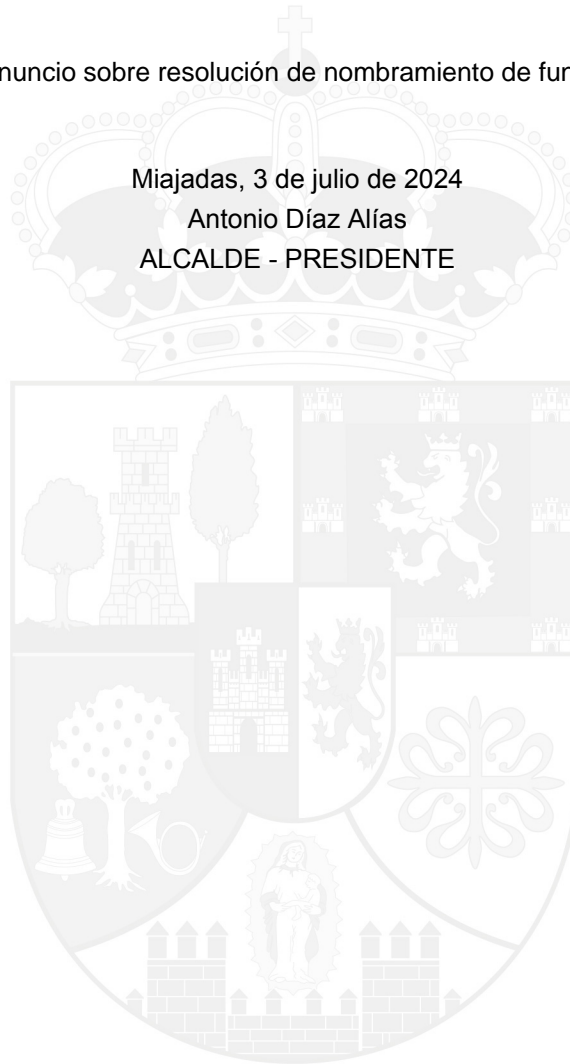 nuncio sobre resolución de nombramiento de fun
Miajadas, 3 de julio de 2024
Antonio Díaz Alías
ALCALDE - PRESIDENTE